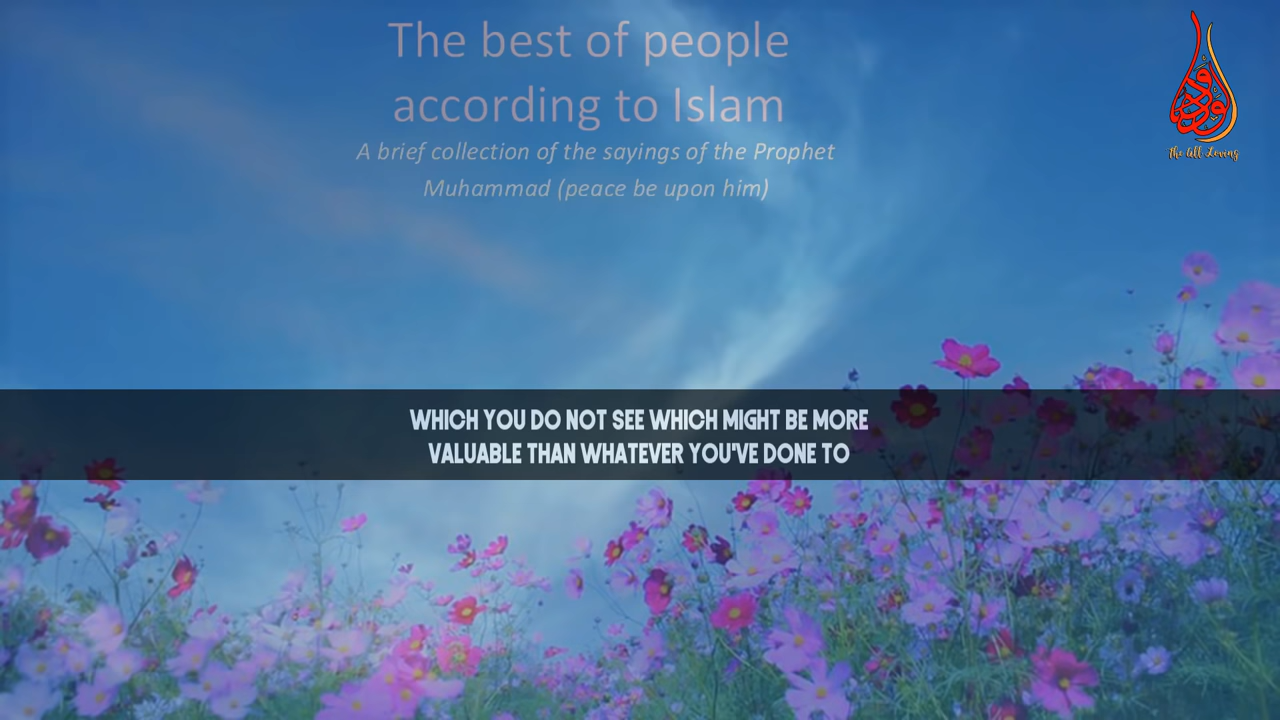 The best of people
according to Islam
A brief collection of the sayings of the Prophet
Muhammad (peace be upon him)
الودود
The All Loving
WHICH YOU DO NOT SEE WHICH MIGHT BE MORE
VALUABLE THAN WHATEVER YOU'VE DONE TO